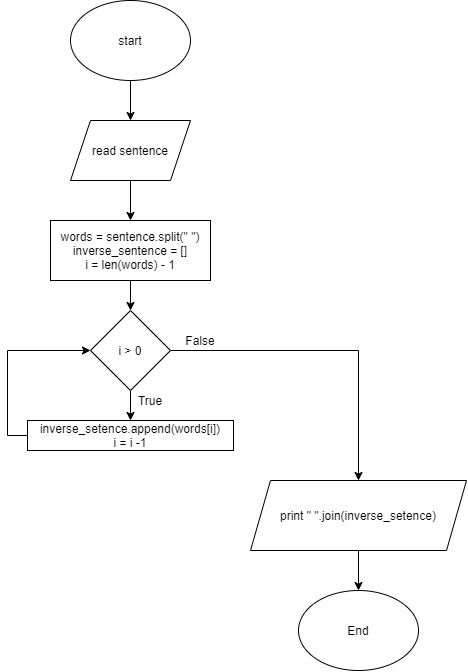 start
read sentence
words = sentence.split(" ")
inverse_sentence = []
i = len(words) - 1
i > 0
False
True
inverse_setence.append(words[i])
i = i -1
print " ".join(inverse_setence)
End